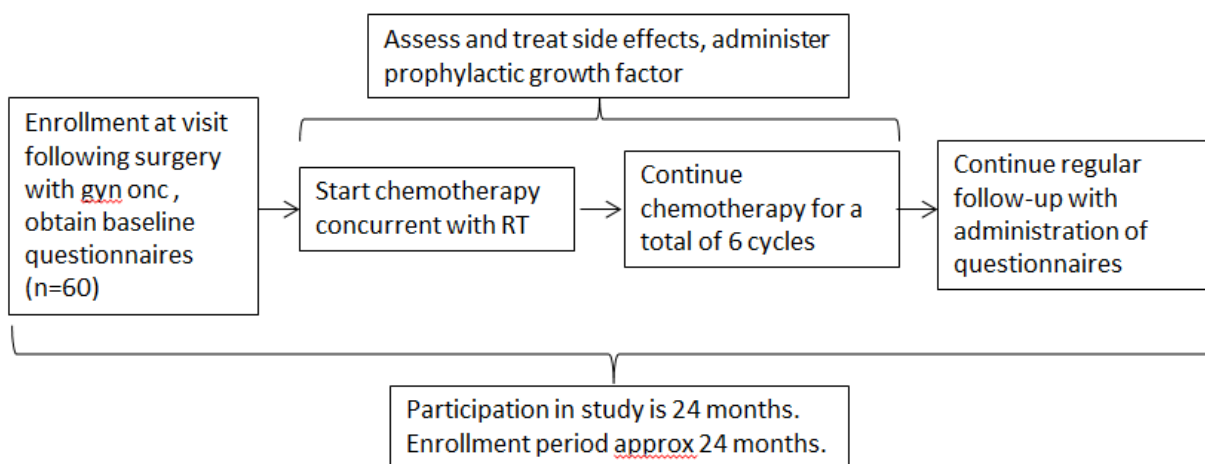 Assess and treat side effects, administer
prophylactic growth factor
Enrollment at visit
following surgery
with gyn onc ,
obtain baseline
questionnaires
(n=60)
Start chemotherapy
concurrent with RT
Continue
chemotherapy for a
total of 6 cycles
Continue regular
follow-up with
administration of
questionnaires
Participation in study is 24 months.
Enrollment period approx 24 months.